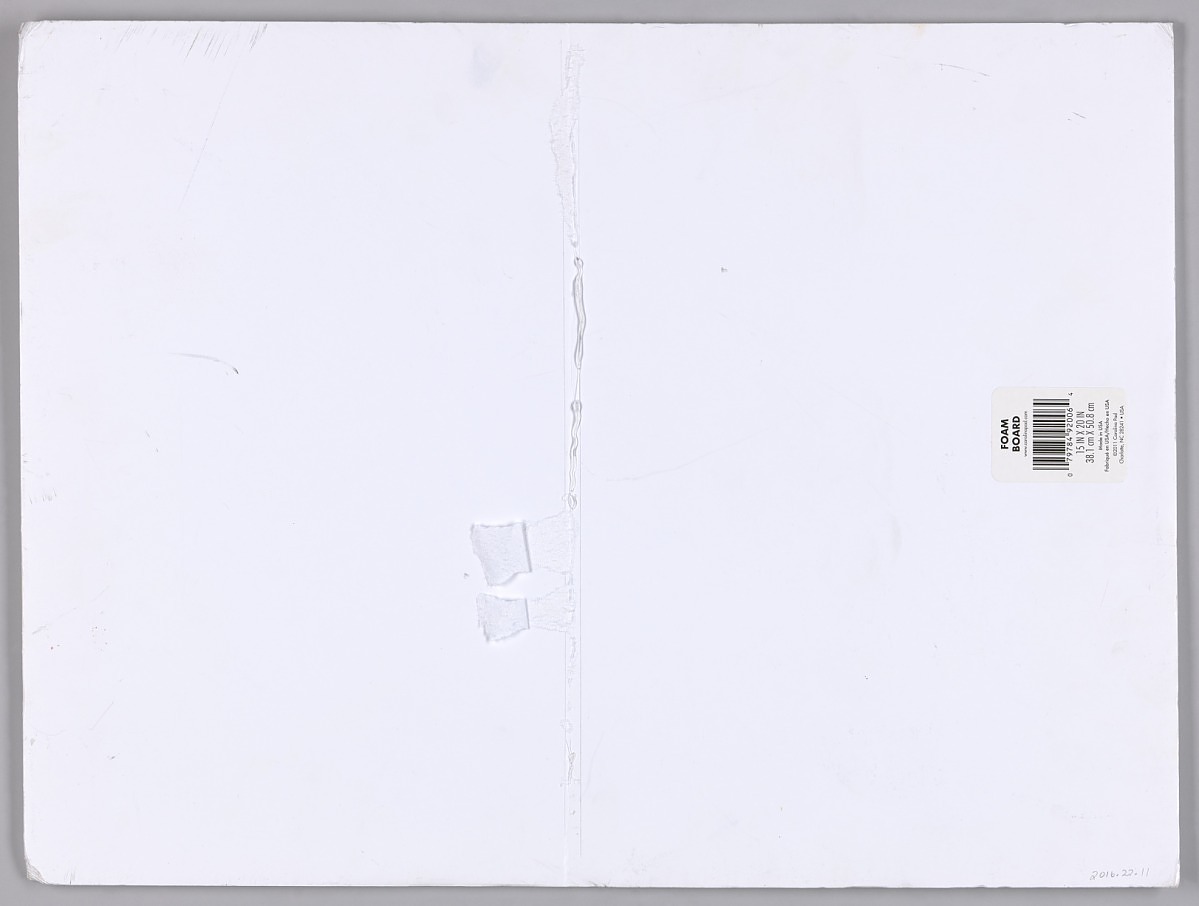 FOAM
BOARD
www.carolinapad.com
0 79784 92006 4
15 IN X 20 IN
38.1 cm X 50.8 cm
Made in USA
Fabriqué en USA/Hecho en USA
©2011 Carolina Pad
Charlotte, NC 28241 • USA
2016.22.11